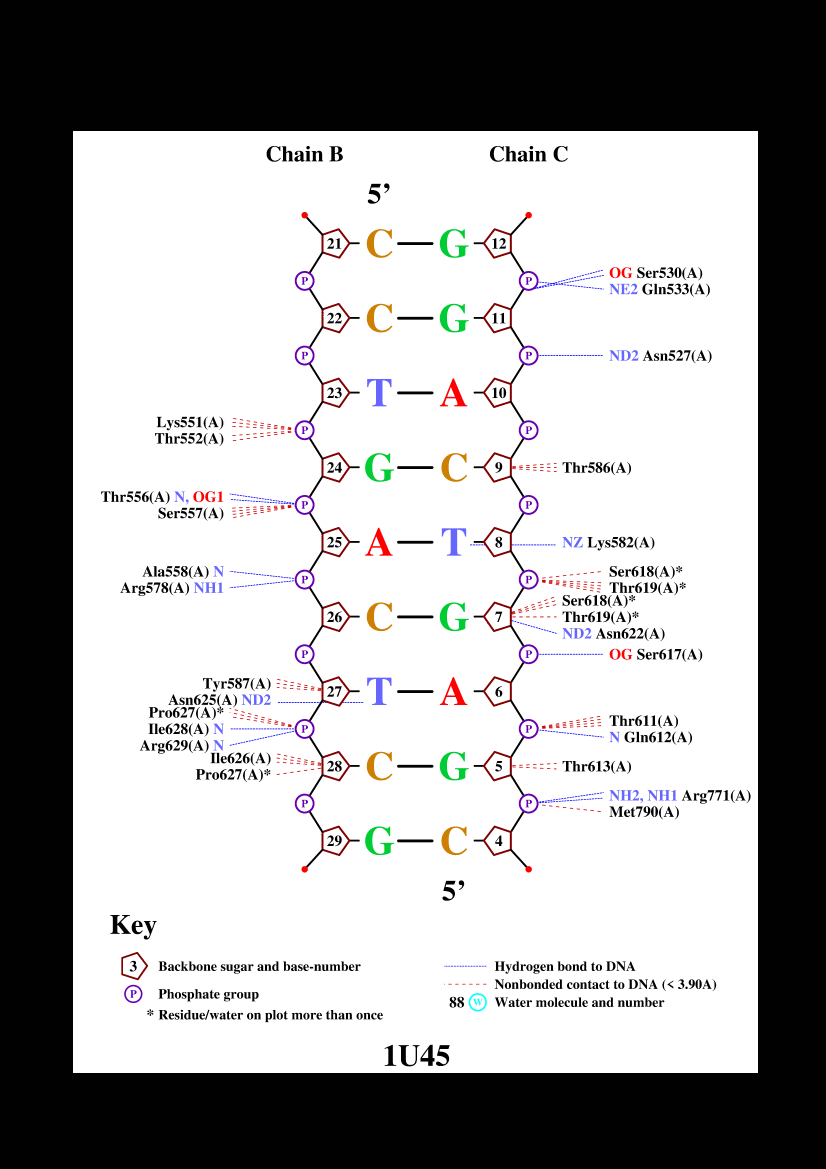 Chain B Chain C
5’
21 C G 12
P P OG Ser530(A)
NE2 Gln533(A)
22 C G 11
P P ND2 Asn527(A)
23 T A 10
Lys551(A) P P
Thr552(A)
24 G C 9 Thr586(A)
Thr556(A) N, OG1 P P
Ser557(A)
25 A T 8 NZ Lys582(A)
Ala558(A) N P P Ser618(A)*
Arg578(A) NH1 Thr619(A)*
Ser618(A)*
26 C G 7 Thr619(A)*
ND2 Asn622(A)
P P OG Ser617(A)
Tyr587(A) 27 T A 6
Asn625(A) ND2
Pro627(A)* Thr611(A)
Ile628(A) N P P N Gln612(A)
Arg629(A) N
Ile626(A) 28 C G 5 Thr613(A)
Pro627(A)*
P P NH2, NH1 Arg771(A)
Met790(A)
29 G C 4
5’
Key
3 Backbone sugar and base-number Hydrogen bond to DNA
Nonbonded contact to DNA (< 3.90A)
P Phosphate group 88 W Water molecule and number
* Residue/water on plot more than once
1U45